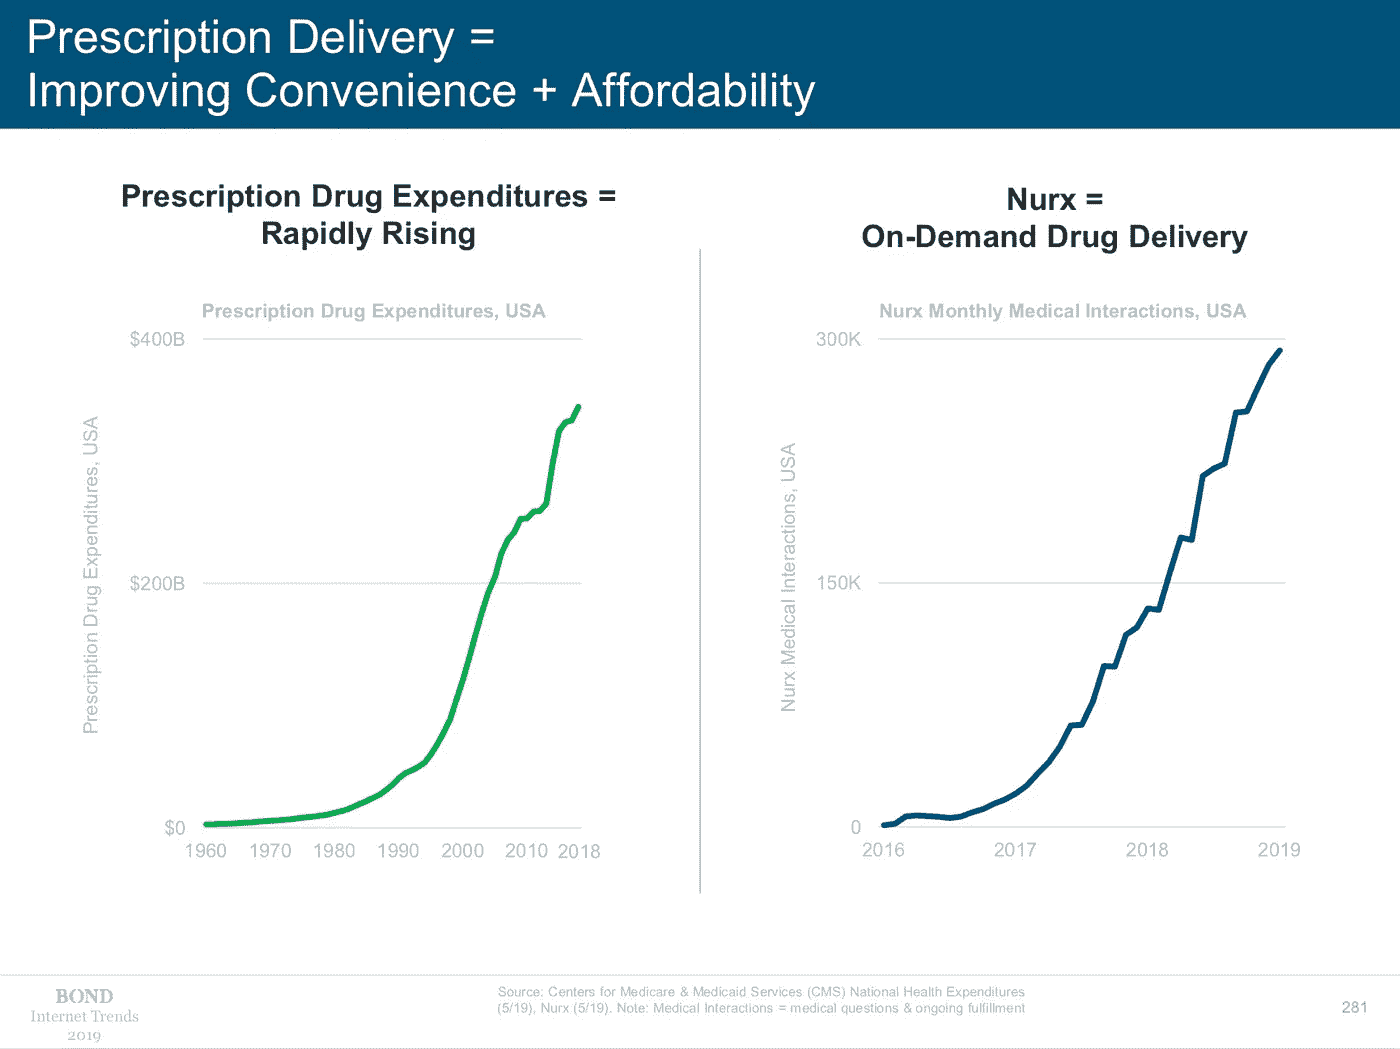 Prescription Delivery =
Improving Convenience + Affordability
Prescription Drug Expenditures =
Rapidly Rising
Prescription Drug Expenditures, USA
$400B
$200B
$0
Prescription Drug Expenditures, USA
1960 1970 1980 1990 2000 2010 2018
Nurx =
On-Demand Drug Delivery
Nurx Monthly Medical Interactions, USA
300K
150K
0
Nurx Medical Interactions, USA
2016 2017 2018 2019
BOND
Internet Trends
2019
Source: Centers for Medicare & Medicaid Services (CMS) National Health Expenditures
(5/19), Nurx (5/19). Note: Medical Interactions = medical questions & ongoing fulfillment
281